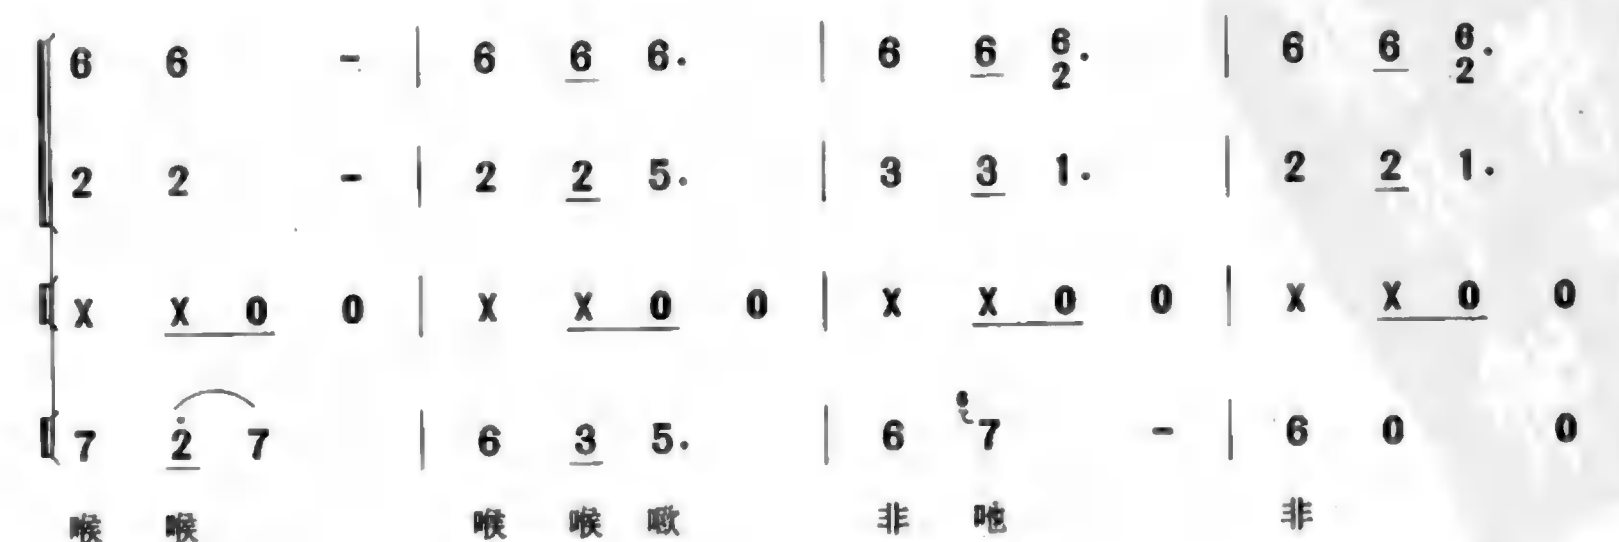 6 6 - | 6 6 6. | 6 6 6/2. | 6 6 6/2.
2 2 - | 2 2 5. | 3 3 1. | 2 2 1.
X X 0 0 | X X 0 0 | X X 0 0 | X X 0 0
7 2̇ 7 | 6 3 5. | 6 7 - | 6 0 0
喉 喉 喉 喉 嗽 非 吔 非